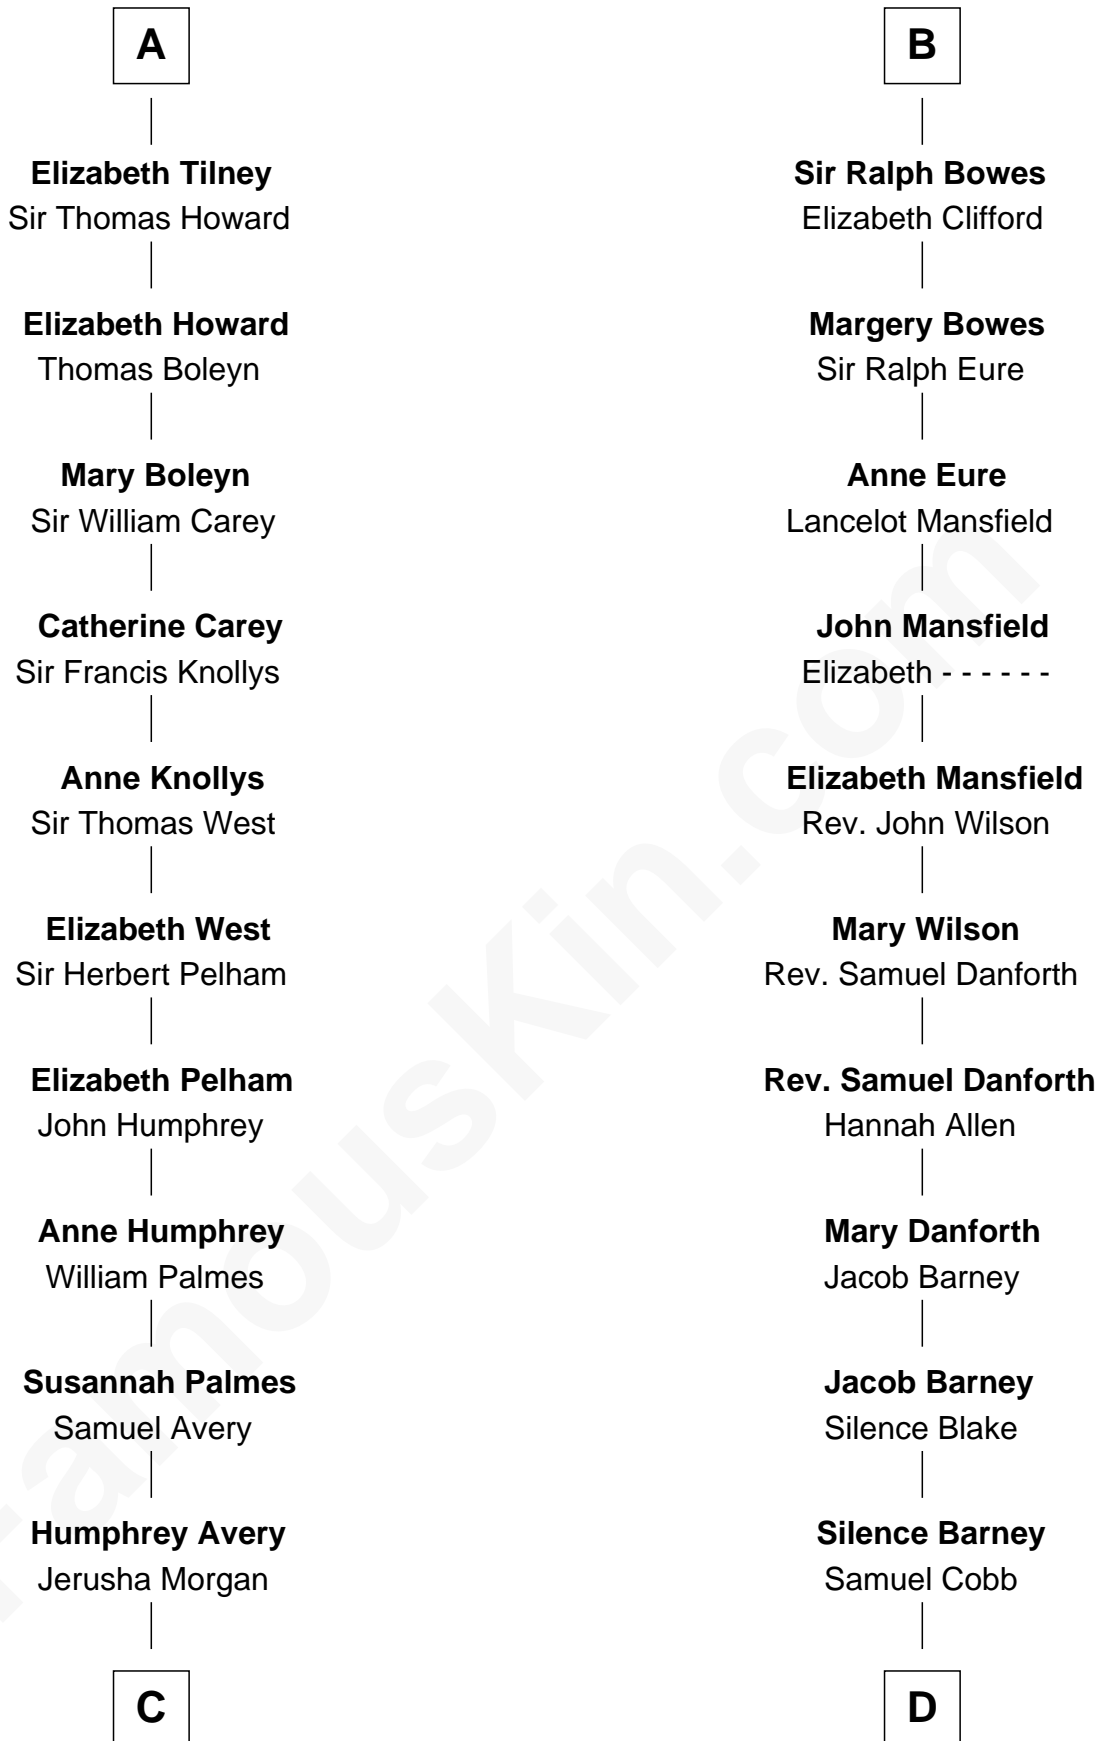 A
Elizabeth Tilney
Sir Thomas Howard
Elizabeth Howard
Thomas Boleyn
Mary Boleyn
Sir William Carey
Catherine Carey
Sir Francis Knollys
Anne Knollys
Sir Thomas West
Elizabeth West
Sir Herbert Pelham
Elizabeth Pelham
John Humphrey
Anne Humphrey
William Palmes
Susannah Palmes
Samuel Avery
Humphrey Avery
Jerusha Morgan
C
B
Sir Ralph Bowes
Elizabeth Clifford
Margery Bowes
Sir Ralph Eure
Anne Eure
Lancelot Mansfield
John Mansfield
Elizabeth - - - - - -
Elizabeth Mansfield
Rev. John Wilson
Mary Wilson
Rev. Samuel Danforth
Rev. Samuel Danforth
Hannah Allen
Mary Danforth
Jacob Barney
Jacob Barney
Silence Blake
Silence Barney
Samuel Cobb
D
FamousKin.com